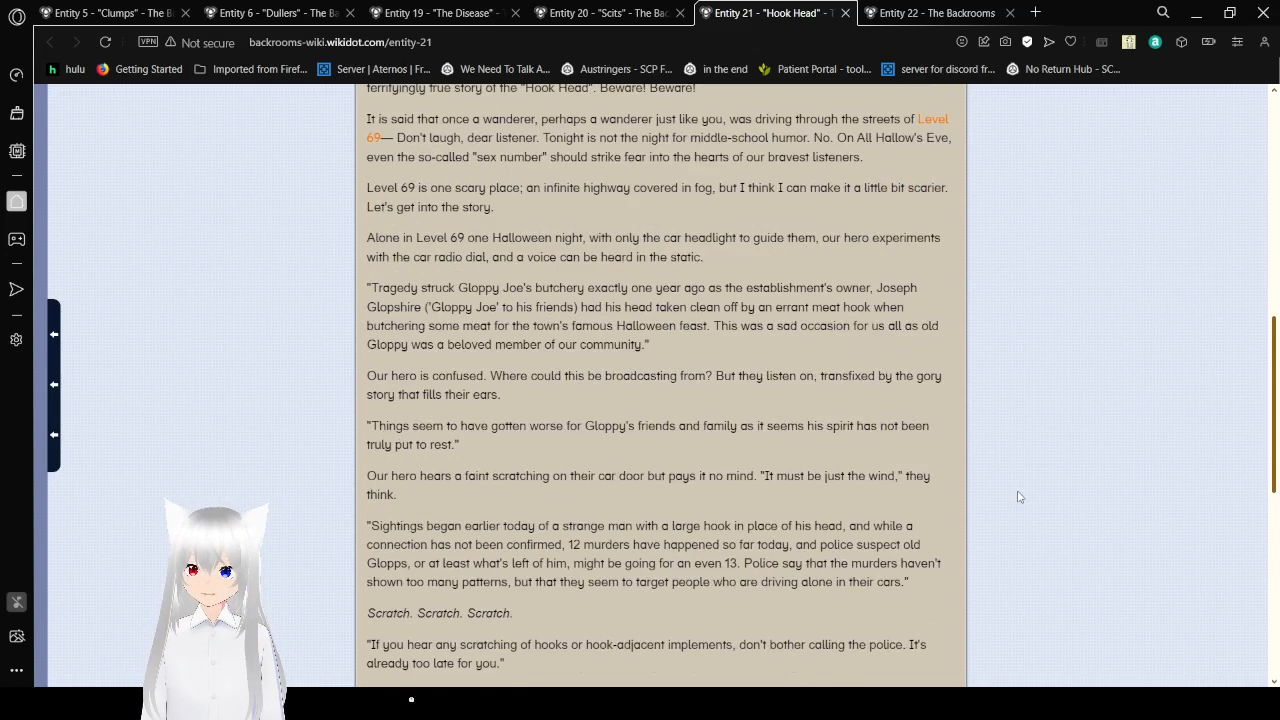 Entity 5 - "Clumps" - The B
Entity 6 - "Dullers" - The Ba
Entity 19 - "The Disease" -
Entity 20 - "Scits" - The Bac
Entity 21 - "Hook Head" - T
Entity 22 - The Backrooms
VPN Not secure backrooms-wiki.wikidot.com/entity-21
hulu Getting Started Imported from Firef... Server | Aternos | Fr... We Need To Talk A... Austringers - SCP F... in the end Patient Portal - tool... server for discord fr... No Return Hub - SC...
terrifyingly true story of the "Hook Head". Beware! Beware!
It is said that once a wanderer, perhaps a wanderer just like you, was driving through the streets of Level
69— Don't laugh, dear listener. Tonight is not the night for middle-school humor. No. On All Hallow's Eve,
even the so-called "sex number" should strike fear into the hearts of our bravest listeners.
Level 69 is one scary place; an infinite highway covered in fog, but I think I can make it a little bit scarier.
Let's get into the story.
Alone in Level 69 one Halloween night, with only the car headlight to guide them, our hero experiments
with the car radio dial, and a voice can be heard in the static.
"Tragedy struck Gloppy Joe's butchery exactly one year ago as the establishment's owner, Joseph
Glopshire ('Gloppy Joe' to his friends) had his head taken clean off by an errant meat hook when
butchering some meat for the town's famous Halloween feast. This was a sad occasion for us all as old
Gloppy was a beloved member of our community."
Our hero is confused. Where could this be broadcasting from? But they listen on, transfixed by the gory
story that fills their ears.
"Things seem to have gotten worse for Gloppy's friends and family as it seems his spirit has not been
truly put to rest."
Our hero hears a faint scratching on their car door but pays it no mind. "It must be just the wind," they
think.
"Sightings began earlier today of a strange man with a large hook in place of his head, and while a
connection has not been confirmed, 12 murders have happened so far today, and police suspect old
Glopps, or at least what's left of him, might be going for an even 13. Police say that the murders haven't
shown too many patterns, but that they seem to target people who are driving alone in their cars."
Scratch. Scratch. Scratch.
"If you hear any scratching of hooks or hook-adjacent implements, don't bother calling the police. It's
already too late for you."